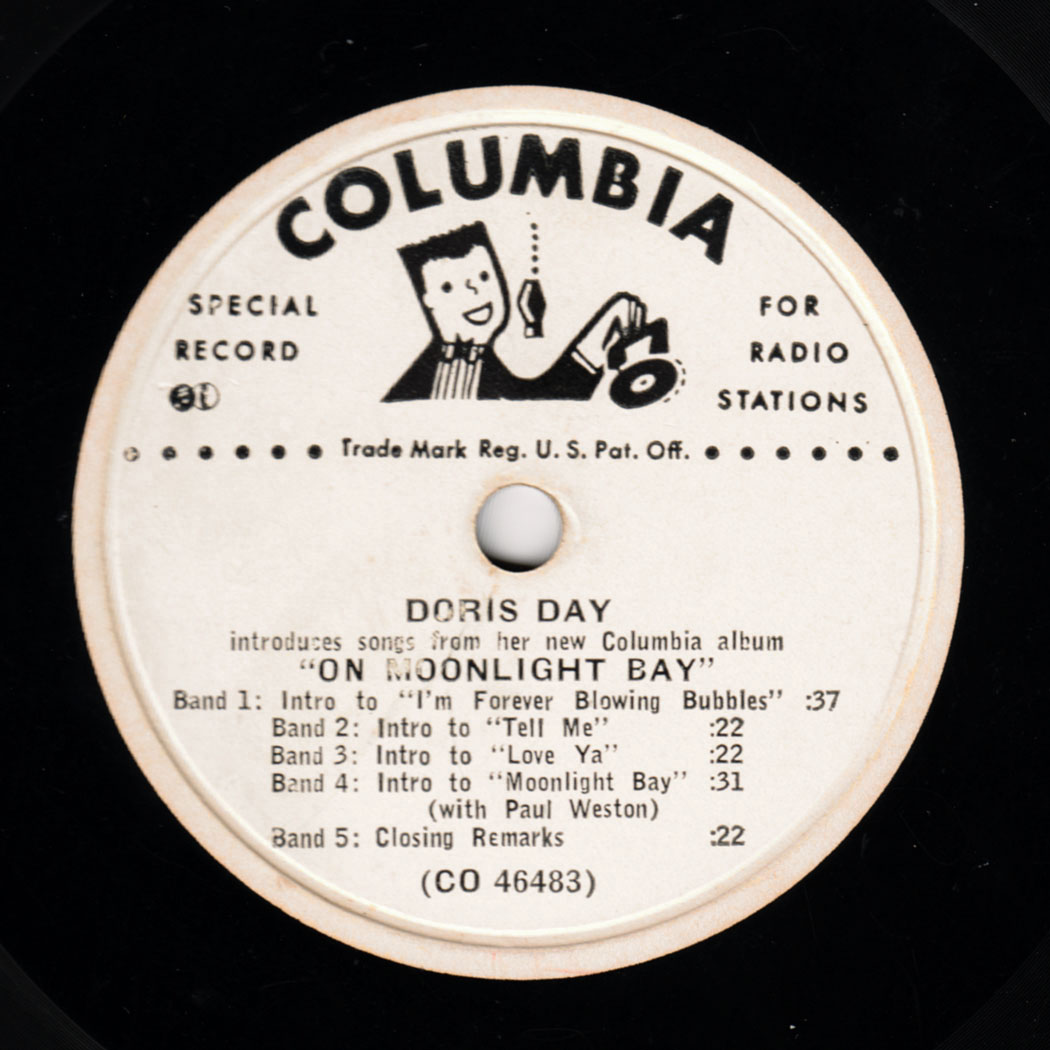 COLUMBIA
SPECIAL
RECORD
FOR
RADIO
STATIONS
Trade Mark Reg. U. S. Pat. Off.
DORIS DAY
introduces songs from her new Columbia album
“ON MOONLIGHT BAY”
Band 1: Intro to “I'm Forever Blowing Bubbles” :37
Band 2: Intro to “Tell Me” :22
Band 3: Intro to “Love Ya” :22
Band 4: Intro to “Moonlight Bay” :31
(with Paul Weston)
Band 5: Closing Remarks :22
(CO 46483)